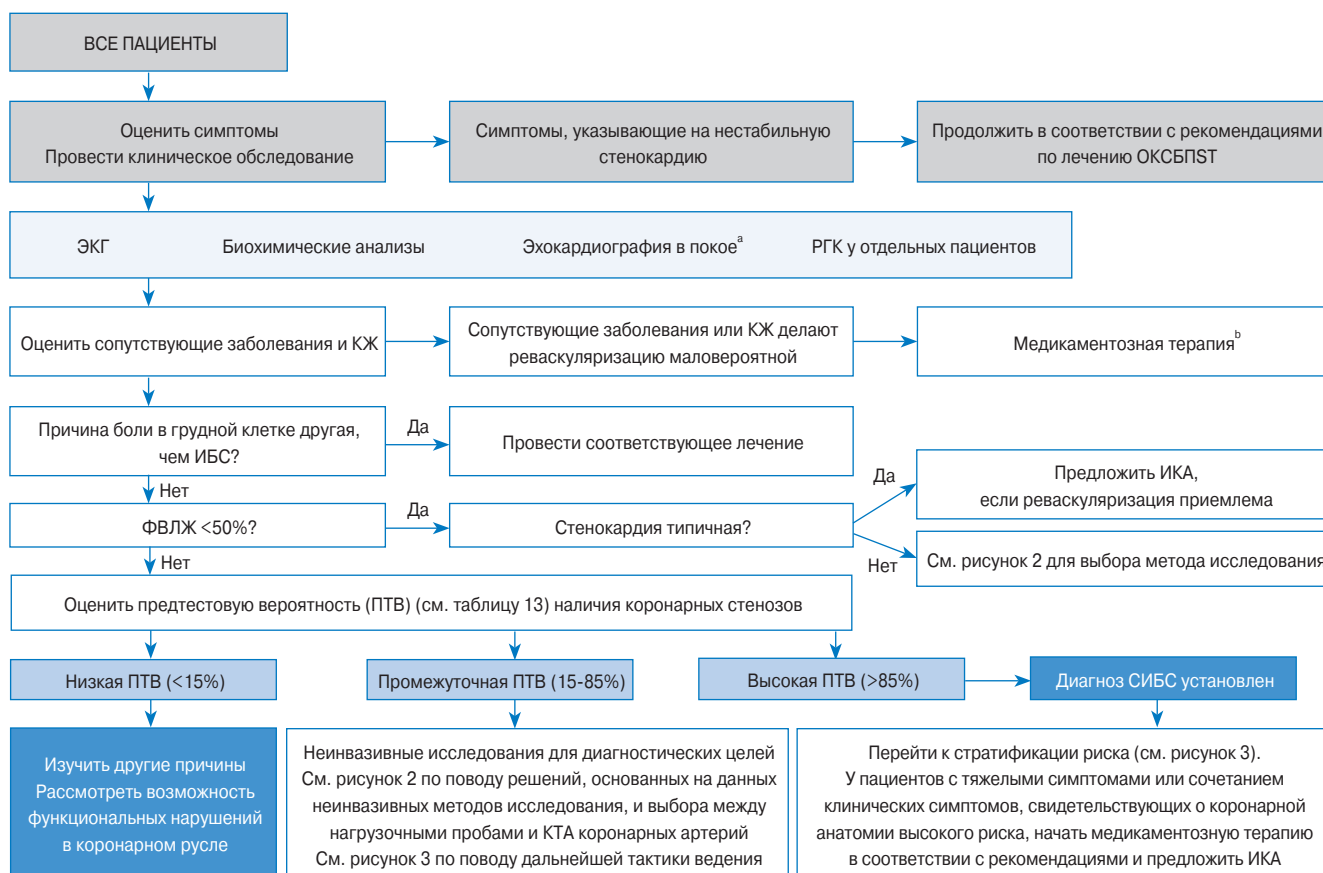 ВСЕ ПАЦИЕНТЫ
Оценить симптомы
Провести клиническое обследование
Симптомы, указывающие на нестабильную
стенокардию
Продолжить в соответствии с рекомендациями
по лечению ОКСБПST
ЭКГ
Биохимические анализы
Эхокардиография в покое^a
РГК у отдельных пациентов
Оценить сопутствующие заболевания и КЖ
Сопутствующие заболевания или КЖ делают
реваскуляризацию маловероятной
Медикаментозная терапия^b
Причина боли в грудной клетке другая,
чем ИБС?
Да
Провести соответствующее лечение
Нет
ФВЛЖ <50%?
Да
Стенокардия типичная?
Да
Предложить ИКА,
если реваскуляризация приемлема
Нет
См. рисунок 2 для выбора метода исследования
Нет
Оценить предтестовую вероятность (ПТВ) (см. таблицу 13) наличия коронарных стенозов
Низкая ПТВ (<15%)
Промежуточная ПТВ (15-85%)
Высокая ПТВ (>85%)
Диагноз СИБС установлен
Изучить другие причины
Рассмотреть возможность
функциональных нарушений
в коронарном русле
Неинвазивные исследования для диагностических целей
См. рисунок 2 по поводу решений, основанных на данных
неинвазивных методов исследования, и выбора между
нагрузочными пробами и КТА коронарных артерий
См. рисунок 3 по поводу дальнейшей тактики ведения
Перейти к стратификации риска (см. рисунок 3).
У пациентов с тяжелыми симптомами или сочетанием
клинических симптомов, свидетельствующих о коронарной
анатомии высокого риска, начать медикаментозную терапию
в соответствии с рекомендациями и предложить ИКА